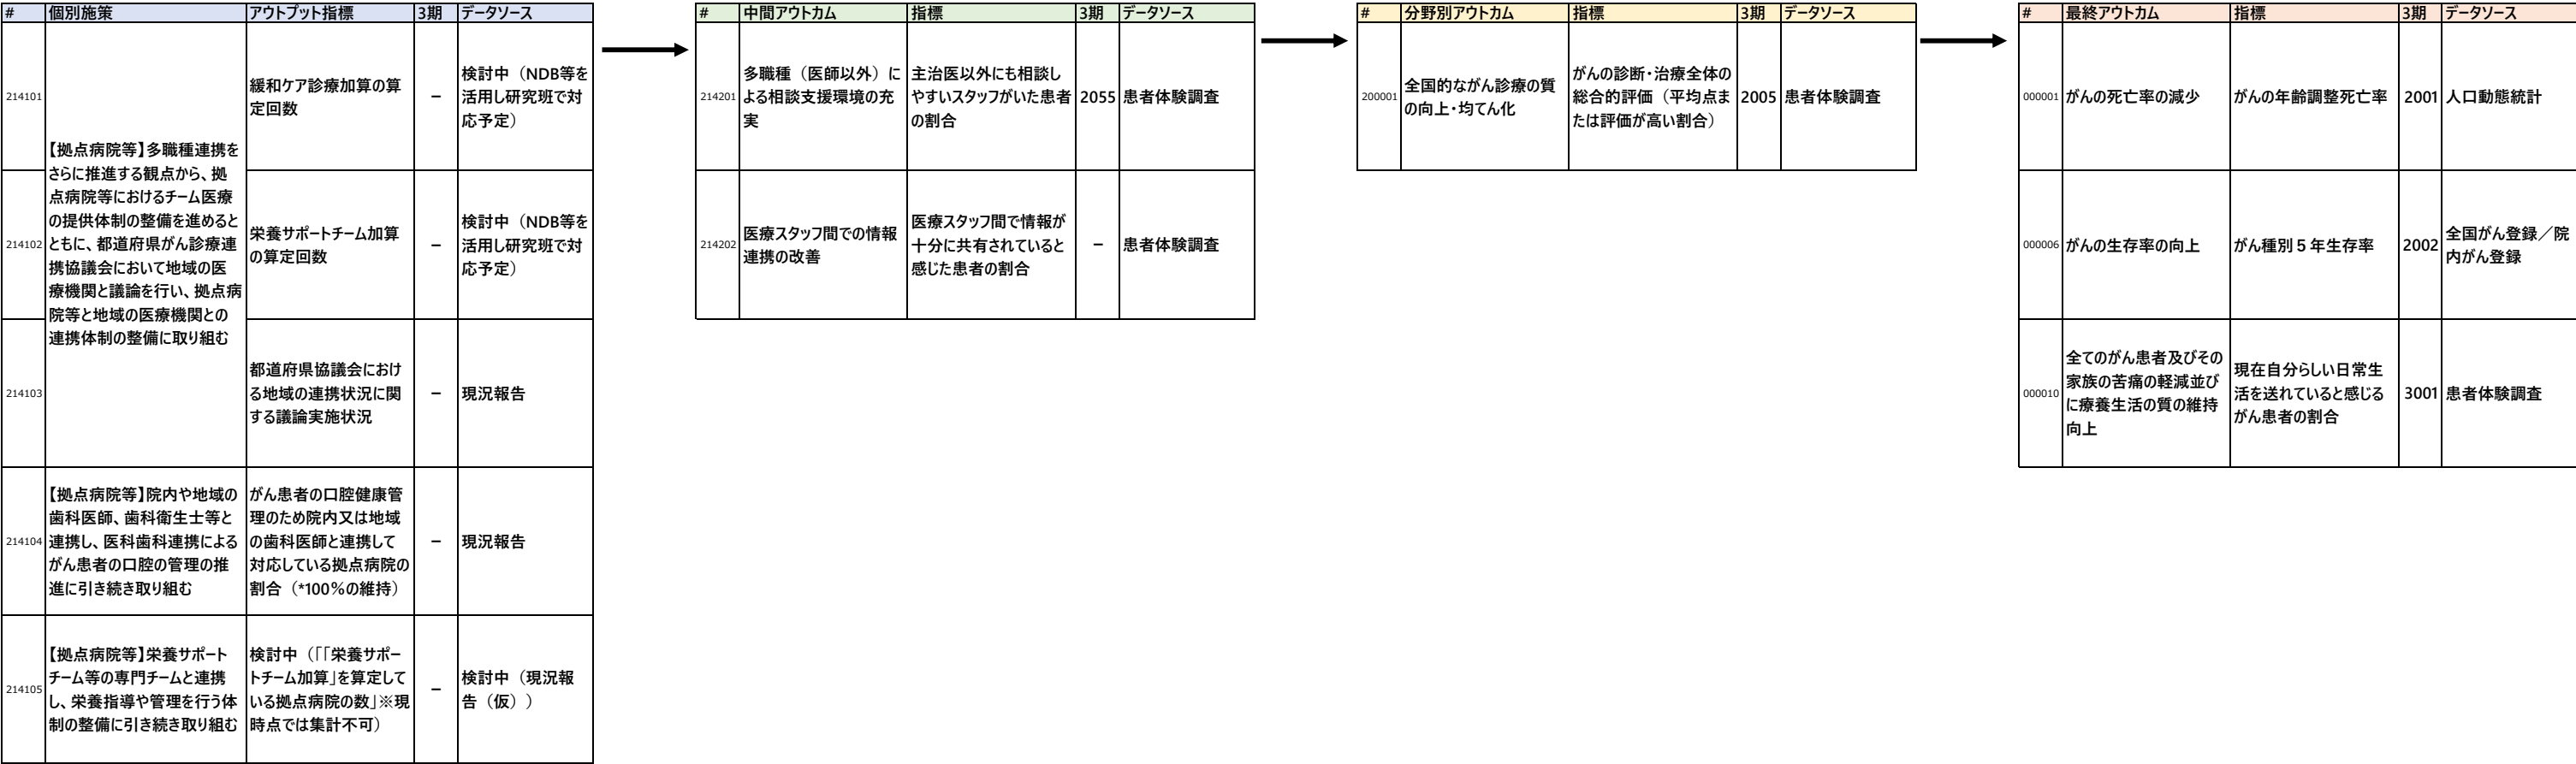 # 個別施策 アウトプット指標 3期 データソース
214101
【拠点病院等】多職種連携を
さらに推進する観点から、拠
点病院等におけるチーム医療
の提供体制の整備を進めると
ともに、都道府県がん診療連
携協議会において地域の医
療機関と議論を行い、拠点病
院等と地域の医療機関との
連携体制の整備に取り組む
緩和ケア診療加算の算
定回数
–
検討中（NDB等を
活用し研究班で対
応予定）
214102
栄養サポートチーム加算
の算定回数
–
検討中（NDB等を
活用し研究班で対
応予定）
214103
都道府県協議会におけ
る地域の連携状況に関
する議論実施状況
–
現況報告
214104
【拠点病院等】院内や地域の
歯科医師、歯科衛生士等と
連携し、医科歯科連携による
がん患者の口腔の管理の推
進に引き続き取り組む
がん患者の口腔健康管
理のため院内又は地域
の歯科医師と連携して
対応している拠点病院の
割合（*100％の維持）
–
現況報告
214105
【拠点病院等】栄養サポート
チーム等の専門チームと連携
し、栄養指導や管理を行う体
制の整備に引き続き取り組む
検討中（「「栄養サポー
トチーム加算」を算定して
いる拠点病院の数」※現
時点では集計不可）
–
検討中（現況報
告（仮））
# 中間アウトカム 指標 3期 データソース
214201
多職種（医師以外）に
よる相談支援環境の充
実
主治医以外にも相談し
やすいスタッフがいた患者
の割合
2055
患者体験調査
214202
医療スタッフ間での情報
連携の改善
医療スタッフ間で情報が
十分に共有されていると
感じた患者の割合
–
患者体験調査
# 分野別アウトカム 指標 3期 データソース
200001
全国的ながん診療の質
の向上・均てん化
がんの診断・治療全体の
総合的評価（平均点ま
たは評価が高い割合）
2005
患者体験調査
# 最終アウトカム 指標 3期 データソース
000001
がんの死亡率の減少
がんの年齢調整死亡率
2001
人口動態統計
000006
がんの生存率の向上
がん種別５年生存率
2002
全国がん登録／院
内がん登録
000010
全てのがん患者及びその
家族の苦痛の軽減並び
に療養生活の質の維持
向上
現在自分らしい日常生
活を送れていると感じる
がん患者の割合
3001
患者体験調査